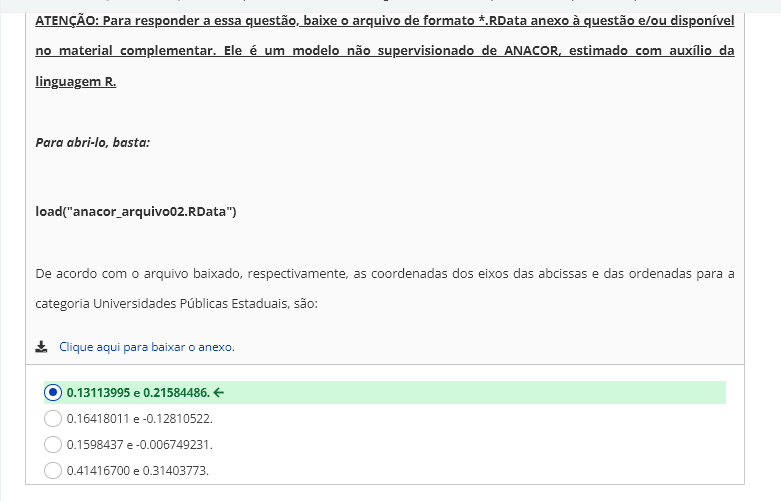 ATENÇÃO: Para responder a essa questão, baixe o arquivo de formato *.RData anexo à questão e/ou disponível
no material complementar. Ele é um modelo não supervisionado de ANACOR, estimado com auxílio da
linguagem R.
Para abri-lo, basta:
load("anacor_arquivo02.RData")
De acordo com o arquivo baixado, respectivamente, as coordenadas dos eixos das abcissas e das ordenadas para a
categoria Universidades Públicas Estaduais, são:
Clique aqui para baixar o anexo.
0.13113995 e 0.21584486. ←
0.16418011 e -0.12810522.
0.1598437 e -0.006749231.
0.41416700 e 0.31403773.